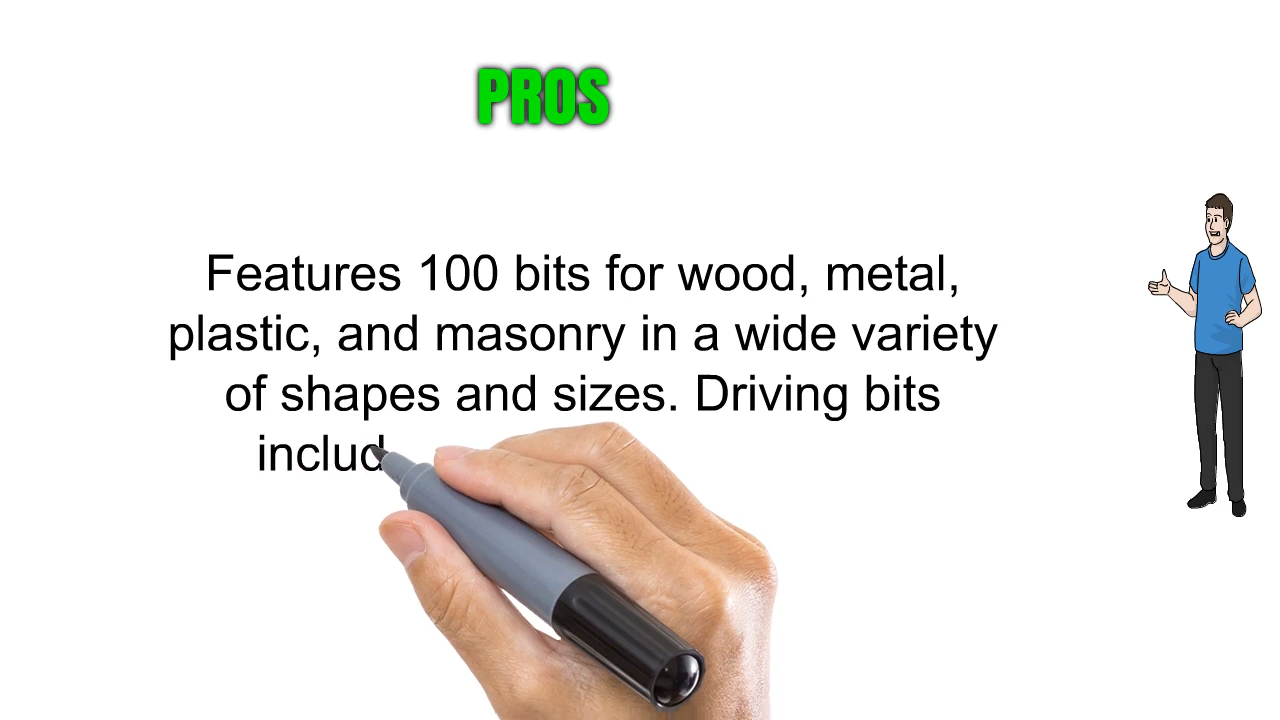 PROS
Features 100 bits for wood, metal,
plastic, and masonry in a wide variety
of shapes and sizes. Driving bits
includ